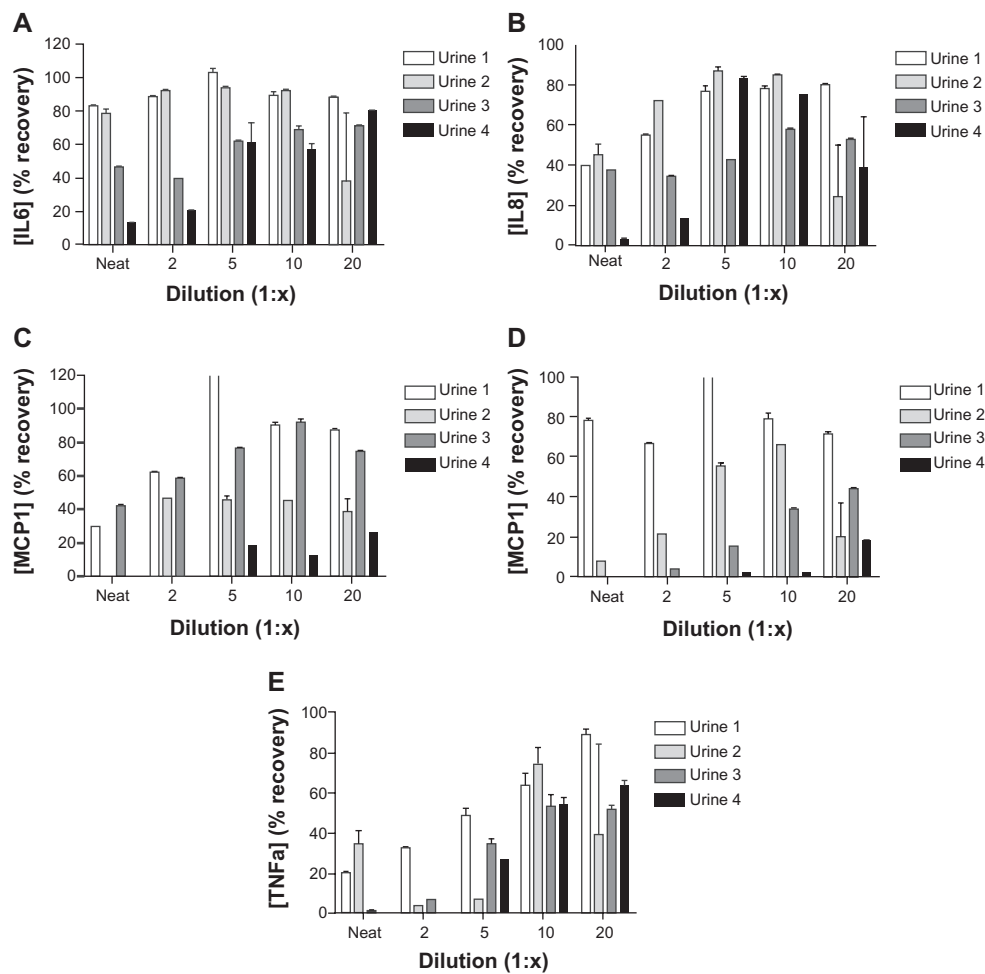 A
[IL6] (% recovery)
120
100
80
60
40
20
0
Neat 2 5 10 20
Dilution (1:x)
Urine 1
Urine 2
Urine 3
Urine 4
B
[IL8] (% recovery)
100
80
60
40
20
0
Neat 2 5 10 20
Dilution (1:x)
Urine 1
Urine 2
Urine 3
Urine 4
C
[MCP1] (% recovery)
120
100
80
60
40
20
0
Neat 2 5 10 20
Dilution (1:x)
Urine 1
Urine 2
Urine 3
Urine 4
D
[MCP1] (% recovery)
100
80
60
40
20
0
Neat 2 5 10 20
Dilution (1:x)
Urine 1
Urine 2
Urine 3
Urine 4
E
[TNFa] (% recovery)
100
80
60
40
20
0
Neat 2 5 10 20
Dilution (1:x)
Urine 1
Urine 2
Urine 3
Urine 4